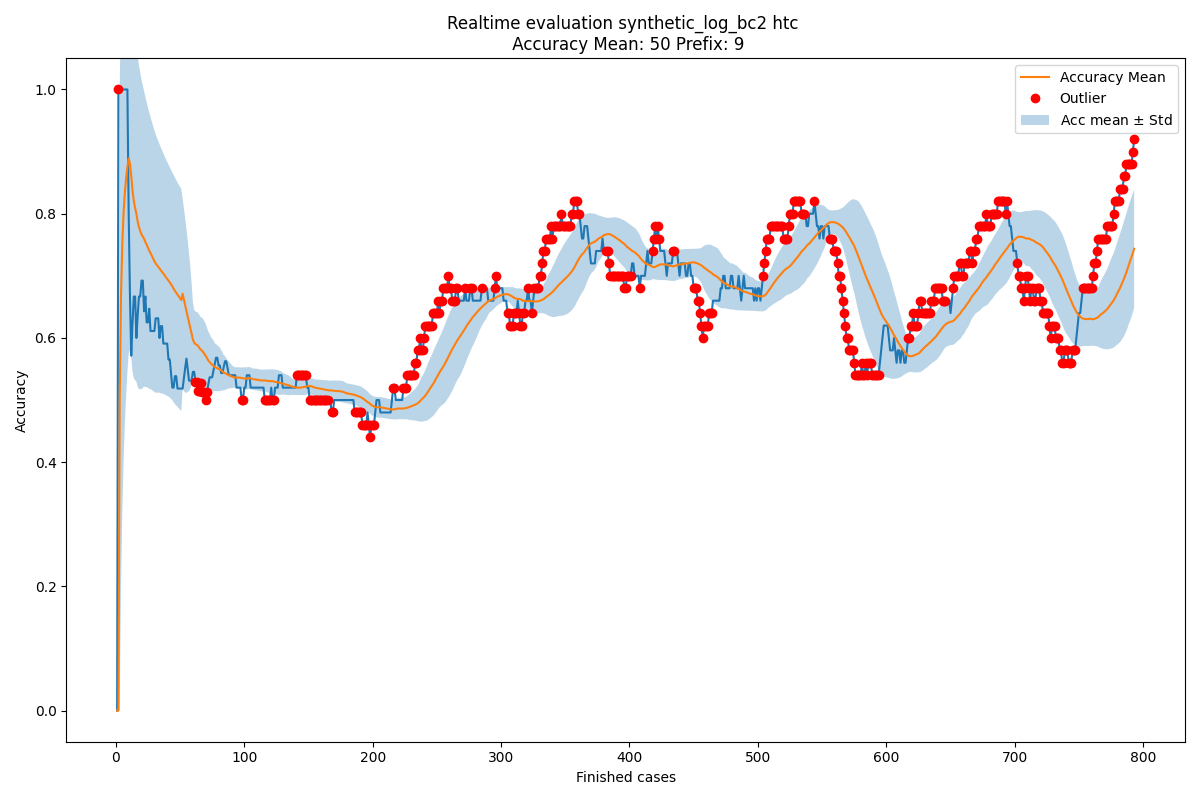 Realtime evaluation synthetic_log_bc2 htc
Accuracy Mean: 50 Prefix: 9
Accuracy Mean
Outlier
Acc mean ± Std
1.0
0.8
0.6
0.4
0.2
0.0
Accuracy
0 100 200 300 400 500 600 700 800
Finished cases